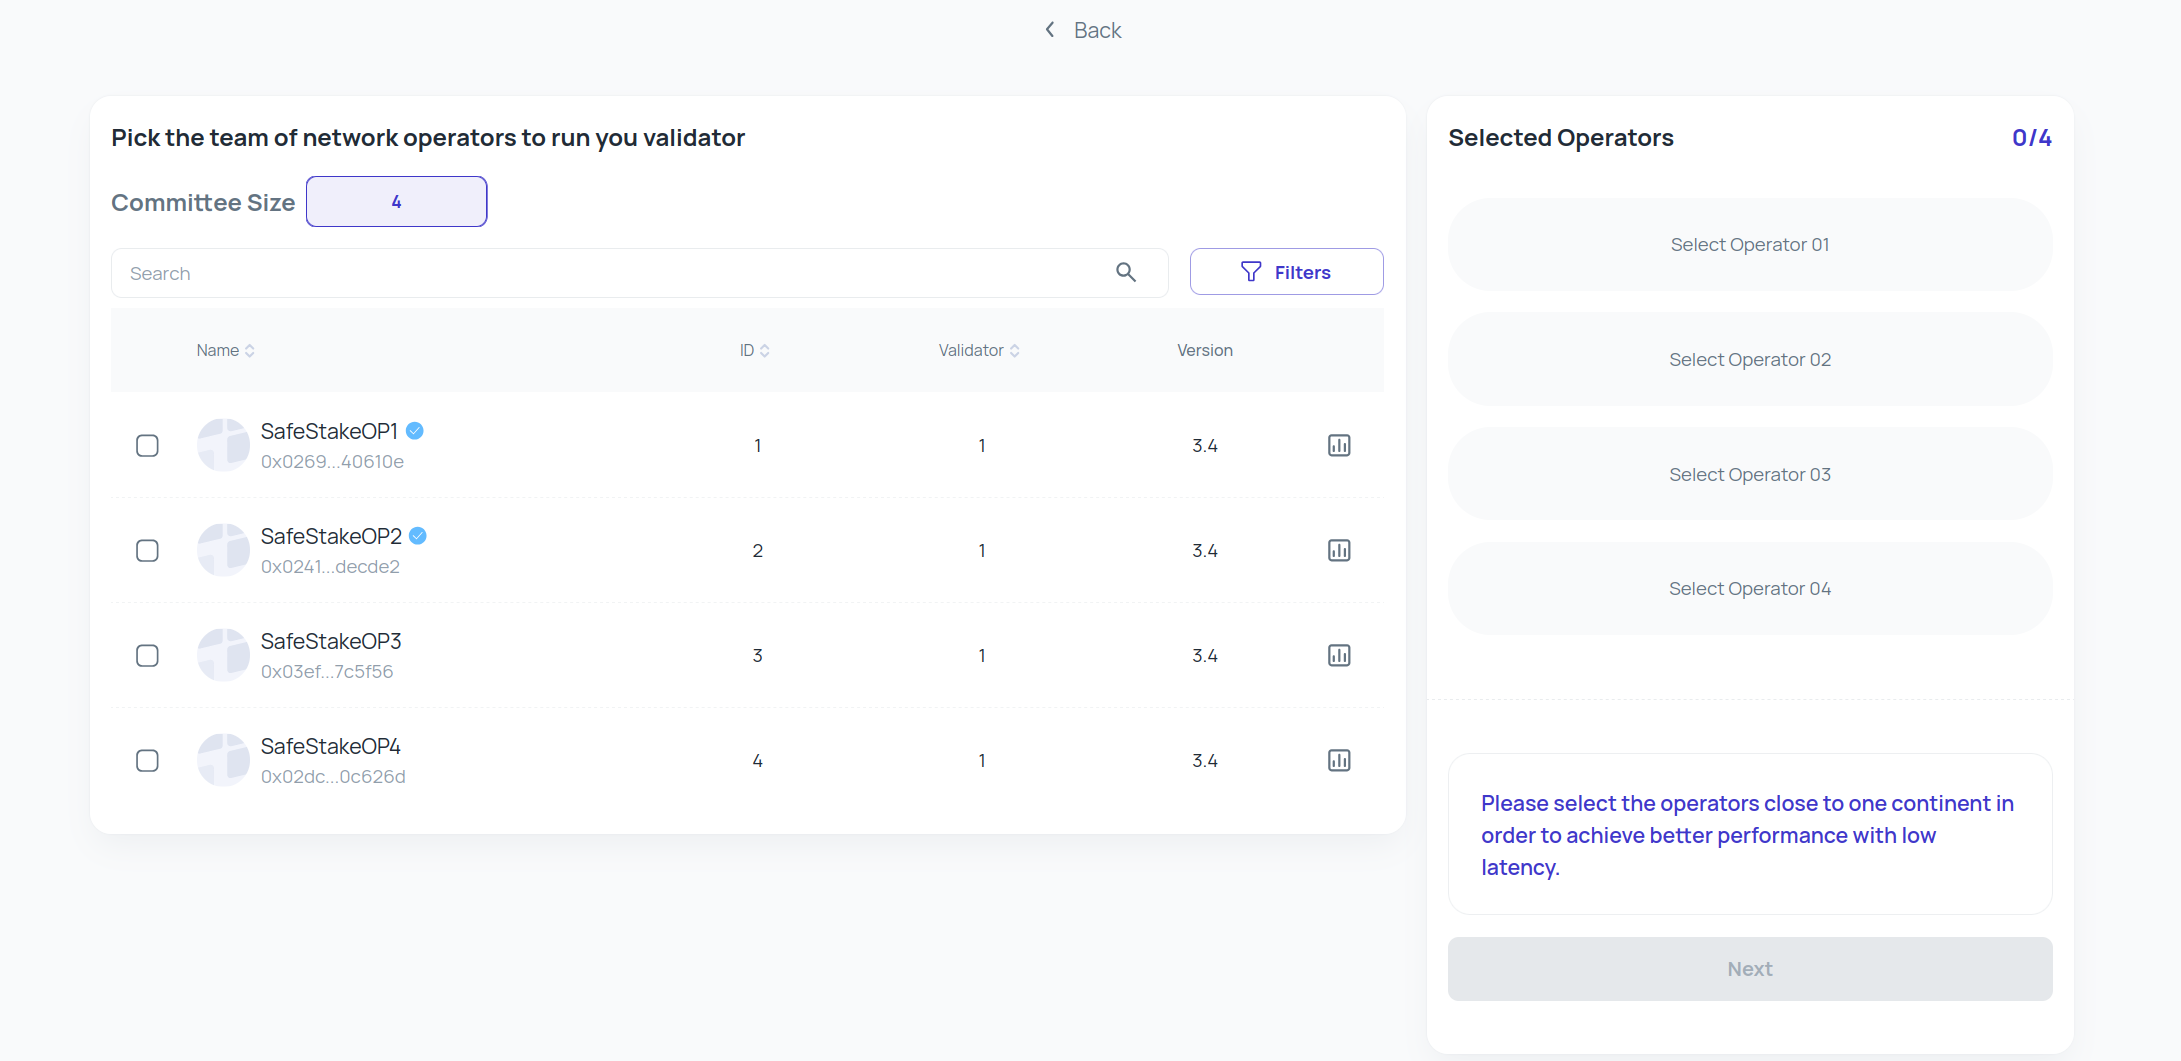 Back
Pick the team of network operators to run you validator
Committee Size 4
Search
Filters
Name ID Validator Version
SafeStakeOP1
0x0269...40610e
1 1 3.4
SafeStakeOP2
0x0241...decde2
2 1 3.4
SafeStakeOP3
0x03ef...7c5f56
3 1 3.4
SafeStakeOP4
0x02dc...0c626d
4 1 3.4
Selected Operators 0/4
Select Operator 01
Select Operator 02
Select Operator 03
Select Operator 04
Please select the operators close to one continent in
order to achieve better performance with low
latency.
Next